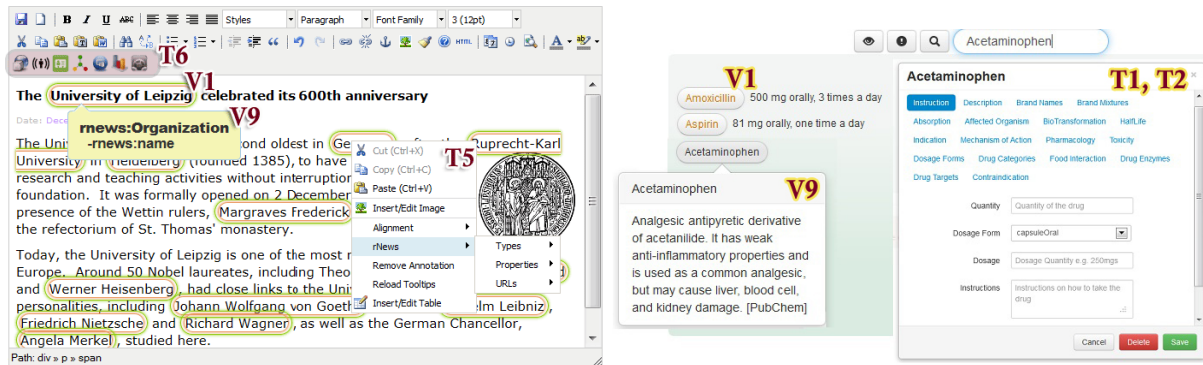 B I U ABC Styles Paragraph Font Family 3 (12pt)
HTML
T6
V1
The University of Leipzig celebrated its 600th anniversary
V9
Date: Dece
rnews:Organization
-rnews:name
The Uni ond oldest in Ge Ruprecht-Karl
University in Heidelberg (founded 1385), to have
research and teaching activities without interruption
foundation. It was formally opened on 2 December
presence of the Wettin rulers, Margraves Frederick
the refectorium of St. Thomas' monastery.
Today, the University of Leipzig is one of the most
Europe. Around 50 Nobel laureates, including Theo
and Werner Heisenberg, had close links to the Uni
personalities, including Johann Wolfgang von Goeth elm Leibniz,
Friedrich Nietzsche and Richard Wagner, as well as the German Chancellor,
Angela Merkel, studied here.
Path: div » p » span
T5
Cut (Ctrl+X)
Copy (Ctrl+C)
Paste (Ctrl+V)
Insert/Edit Image
Alignment
rNews
Remove Annotation
Reload Tooltips
Insert/Edit Table
Types
Properties
URLs
Acetaminophen
V1
Amoxicillin 500 mg orally, 3 times a day
Aspirin 81 mg orally, one time a day
Acetaminophen
Acetaminophen
V9
Analgesic antipyretic derivative
of acetanilide. It has weak
anti-inflammatory properties and
is used as a common analgesic,
but may cause liver, blood cell,
and kidney damage. [PubChem]
Acetaminophen
T1, T2
×
Instruction Description Brand Names Brand Mixtures
Absorption Affected Organism BioTransformation HalfLife
Indication Mechanism of Action Pharmacology Toxicity
Dosage Forms Drug Categories Food Interaction Drug Enzymes
Drug Targets Contraindication
Quantity Quantity of the drug
Dosage Form capsuleOral
Dosage Dosage Quantity e.g. 250mgs
Instructions Instructions on how to take the
drug
Cancel Delete Save